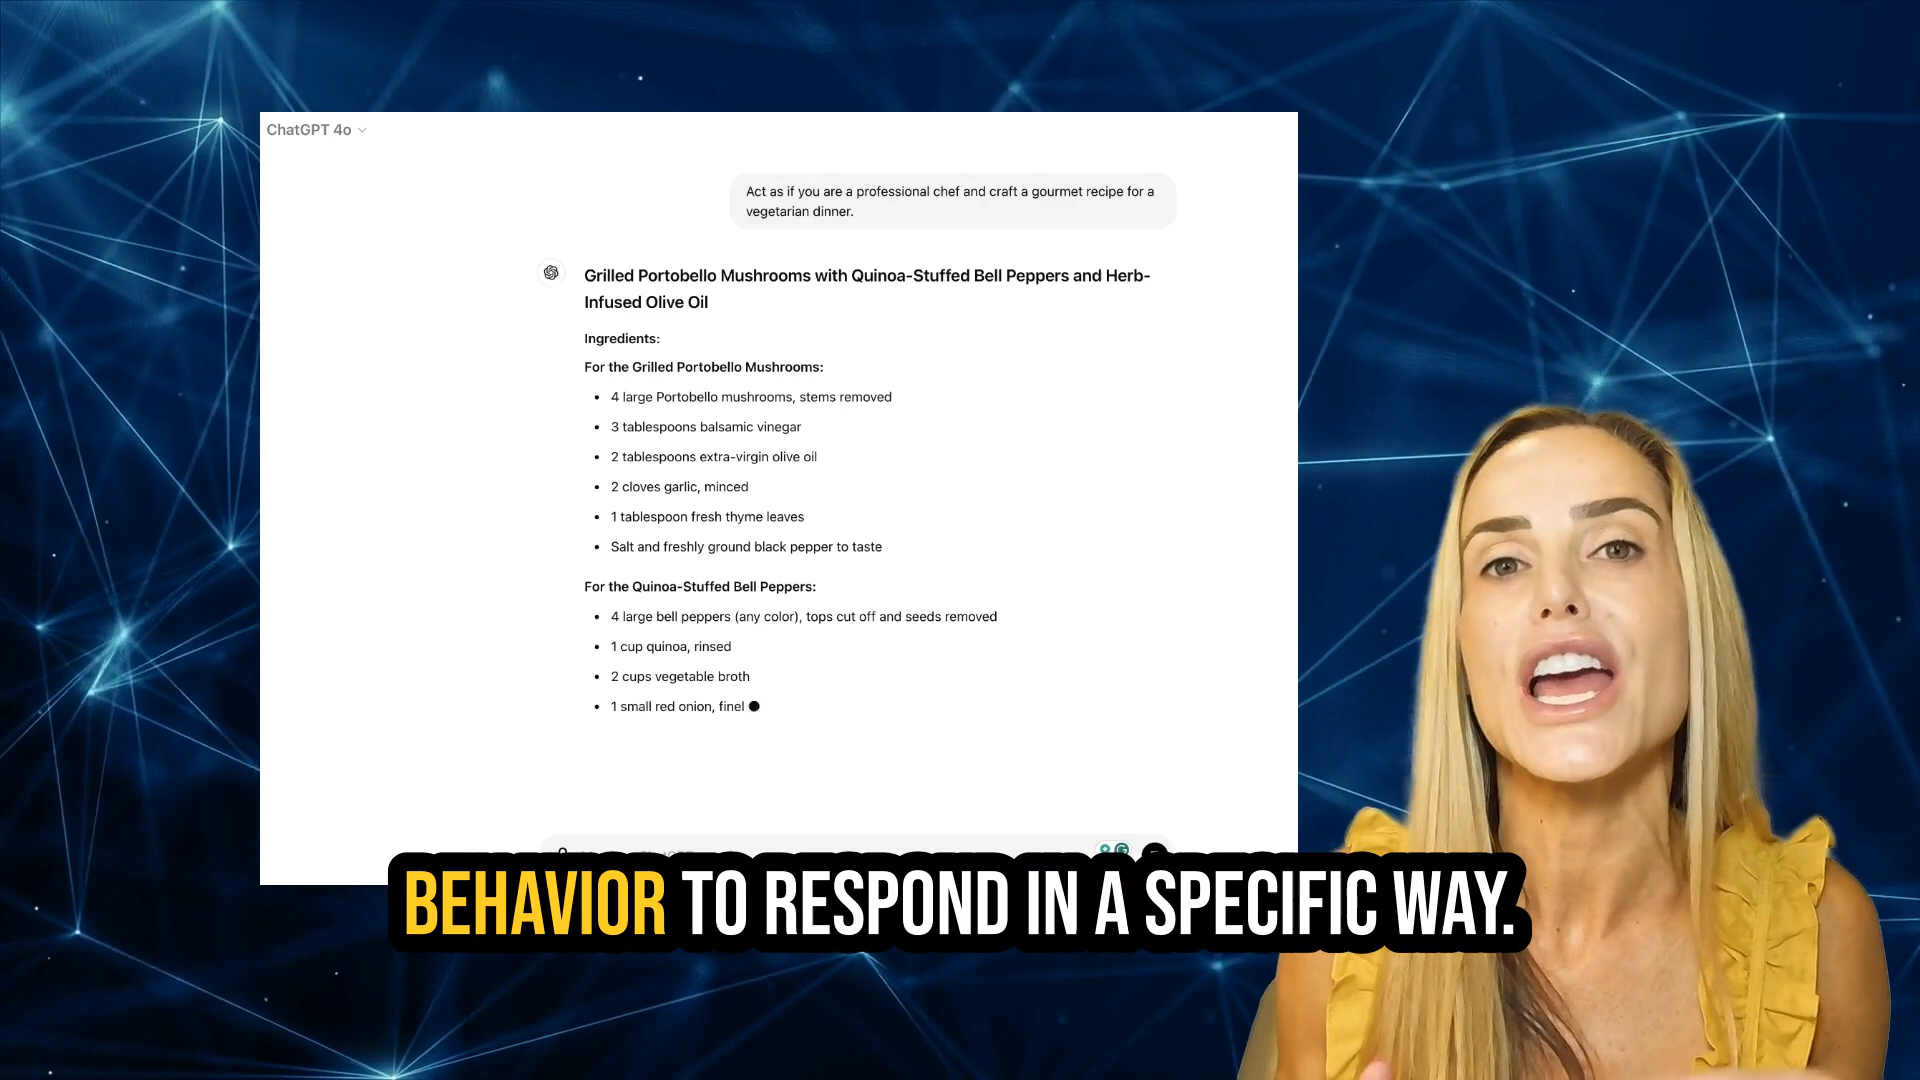 ChatGPT 4o
Act as if you are a professional chef and craft a gourmet recipe for a
vegetarian dinner.
Grilled Portobello Mushrooms with Quinoa-Stuffed Bell Peppers and Herb-
Infused Olive Oil
Ingredients:
For the Grilled Portobello Mushrooms:
• 4 large Portobello mushrooms, stems removed
• 3 tablespoons balsamic vinegar
• 2 tablespoons extra-virgin olive oil
• 2 cloves garlic, minced
• 1 tablespoon fresh thyme leaves
• Salt and freshly ground black pepper to taste
For the Quinoa-Stuffed Bell Peppers:
• 4 large bell peppers (any color), tops cut off and seeds removed
• 1 cup quinoa, rinsed
• 2 cups vegetable broth
• 1 small red onion, finel
BEHAVIOR TO RESPOND IN A SPECIFIC WAY.